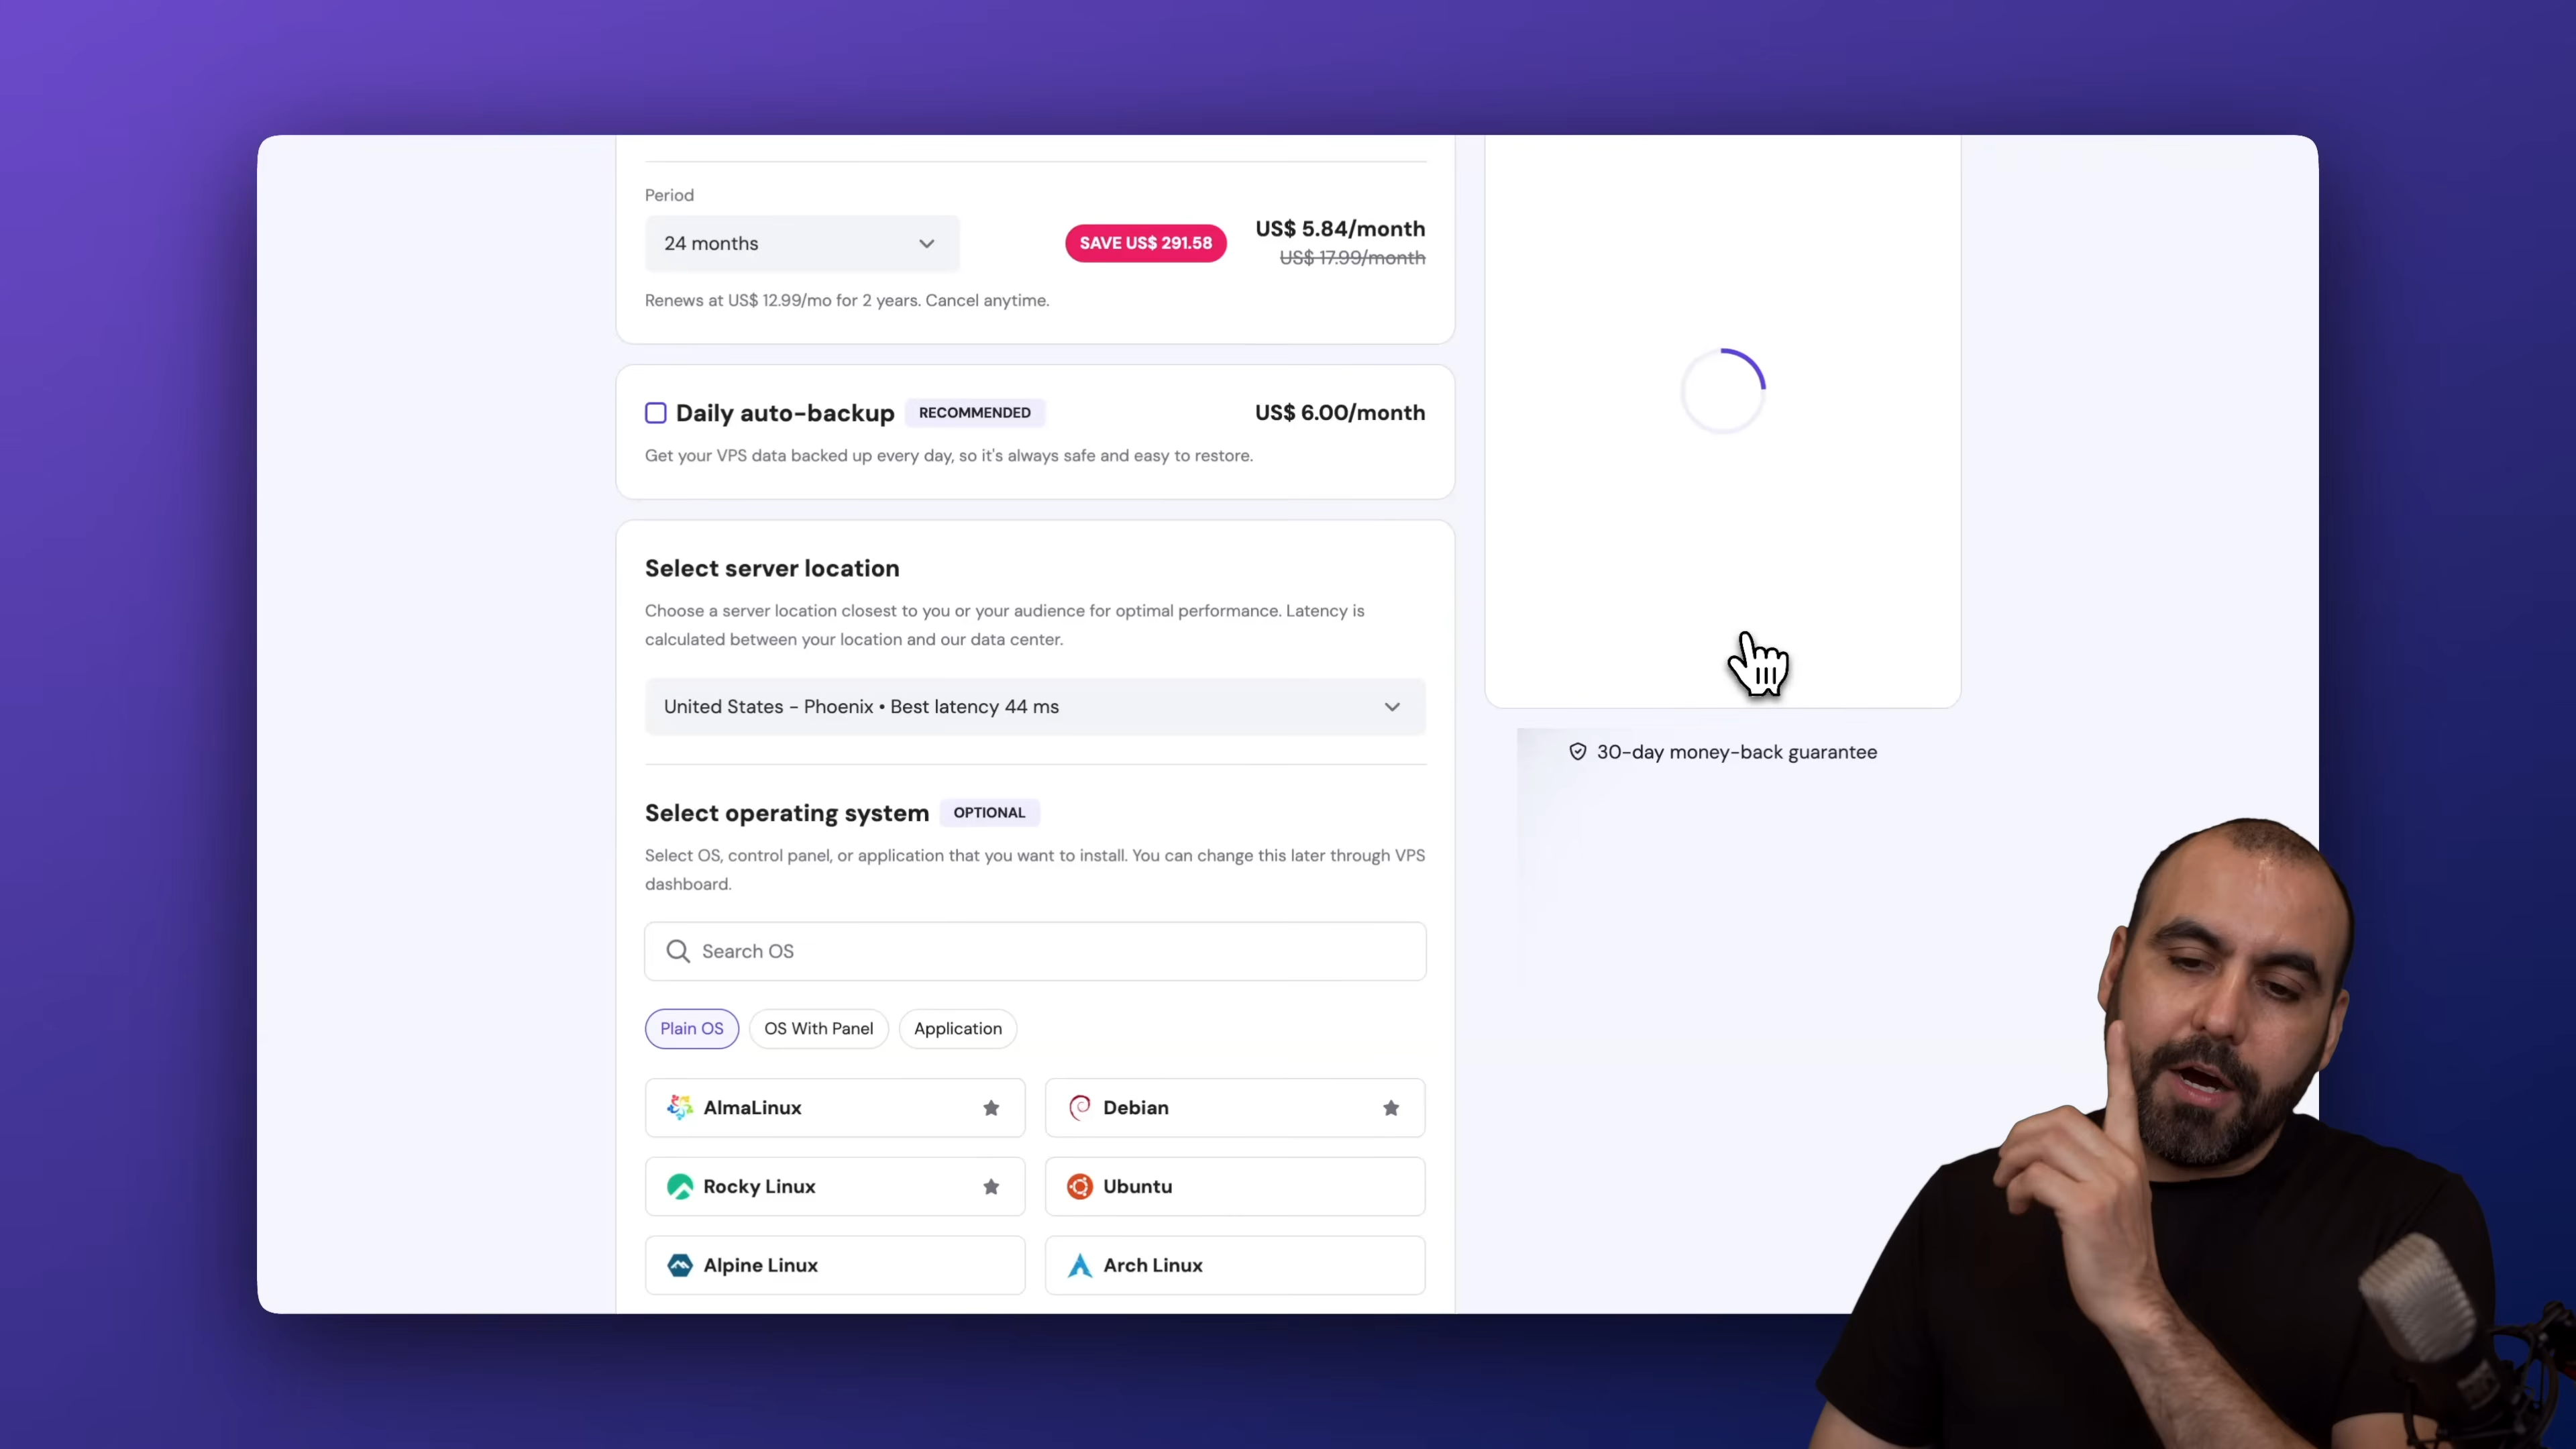 Period
24 months
SAVE US$ 291.58
US$ 5.84/month
US$ 17.99/month
Renews at US$ 12.99/mo for 2 years. Cancel anytime.
Daily auto-backup
RECOMMENDED
US$ 6.00/month
Get your VPS data backed up every day, so it's always safe and easy to restore.
Select server location
Choose a server location closest to you or your audience for optimal performance. Latency is
calculated between your location and our data center.
United States - Phoenix • Best latency 44 ms
Select operating system
OPTIONAL
Select OS, control panel, or application that you want to install. You can change this later through VPS
dashboard.
Search OS
Plain OS
OS With Panel
Application
AlmaLinux
Debian
Rocky Linux
Ubuntu
Alpine Linux
Arch Linux
30-day money-back guarantee